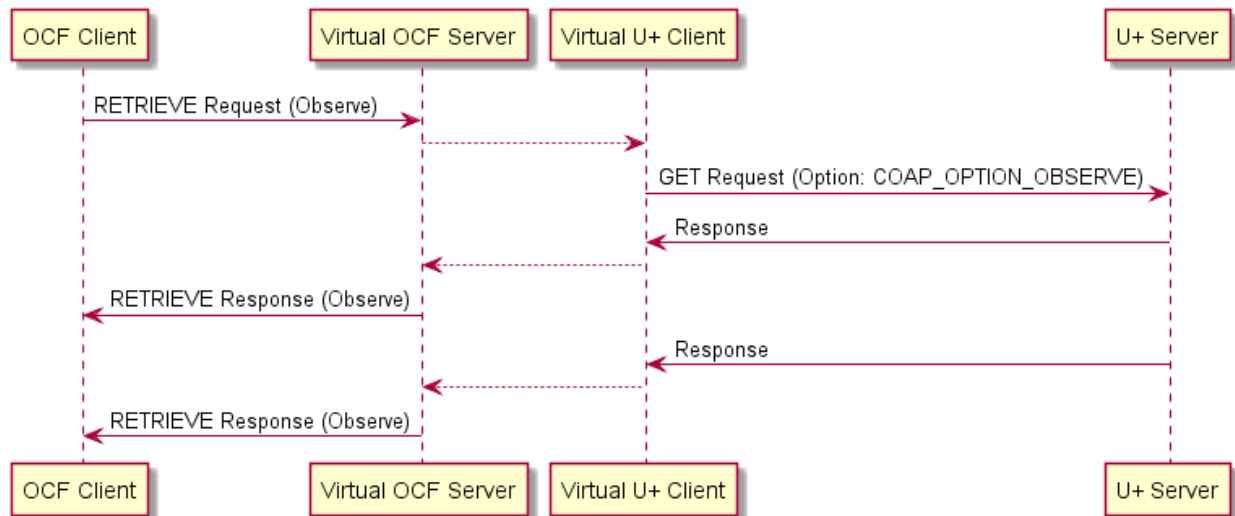 OCF Client
Virtual OCF Server
Virtual U+ Client
U+ Server
RETRIEVE Request (Observe)
GET Request (Option: COAP_OPTION_OBSERVE)
Response
RETRIEVE Response (Observe)
Response
RETRIEVE Response (Observe)
OCF Client
Virtual OCF Server
Virtual U+ Client
U+ Server